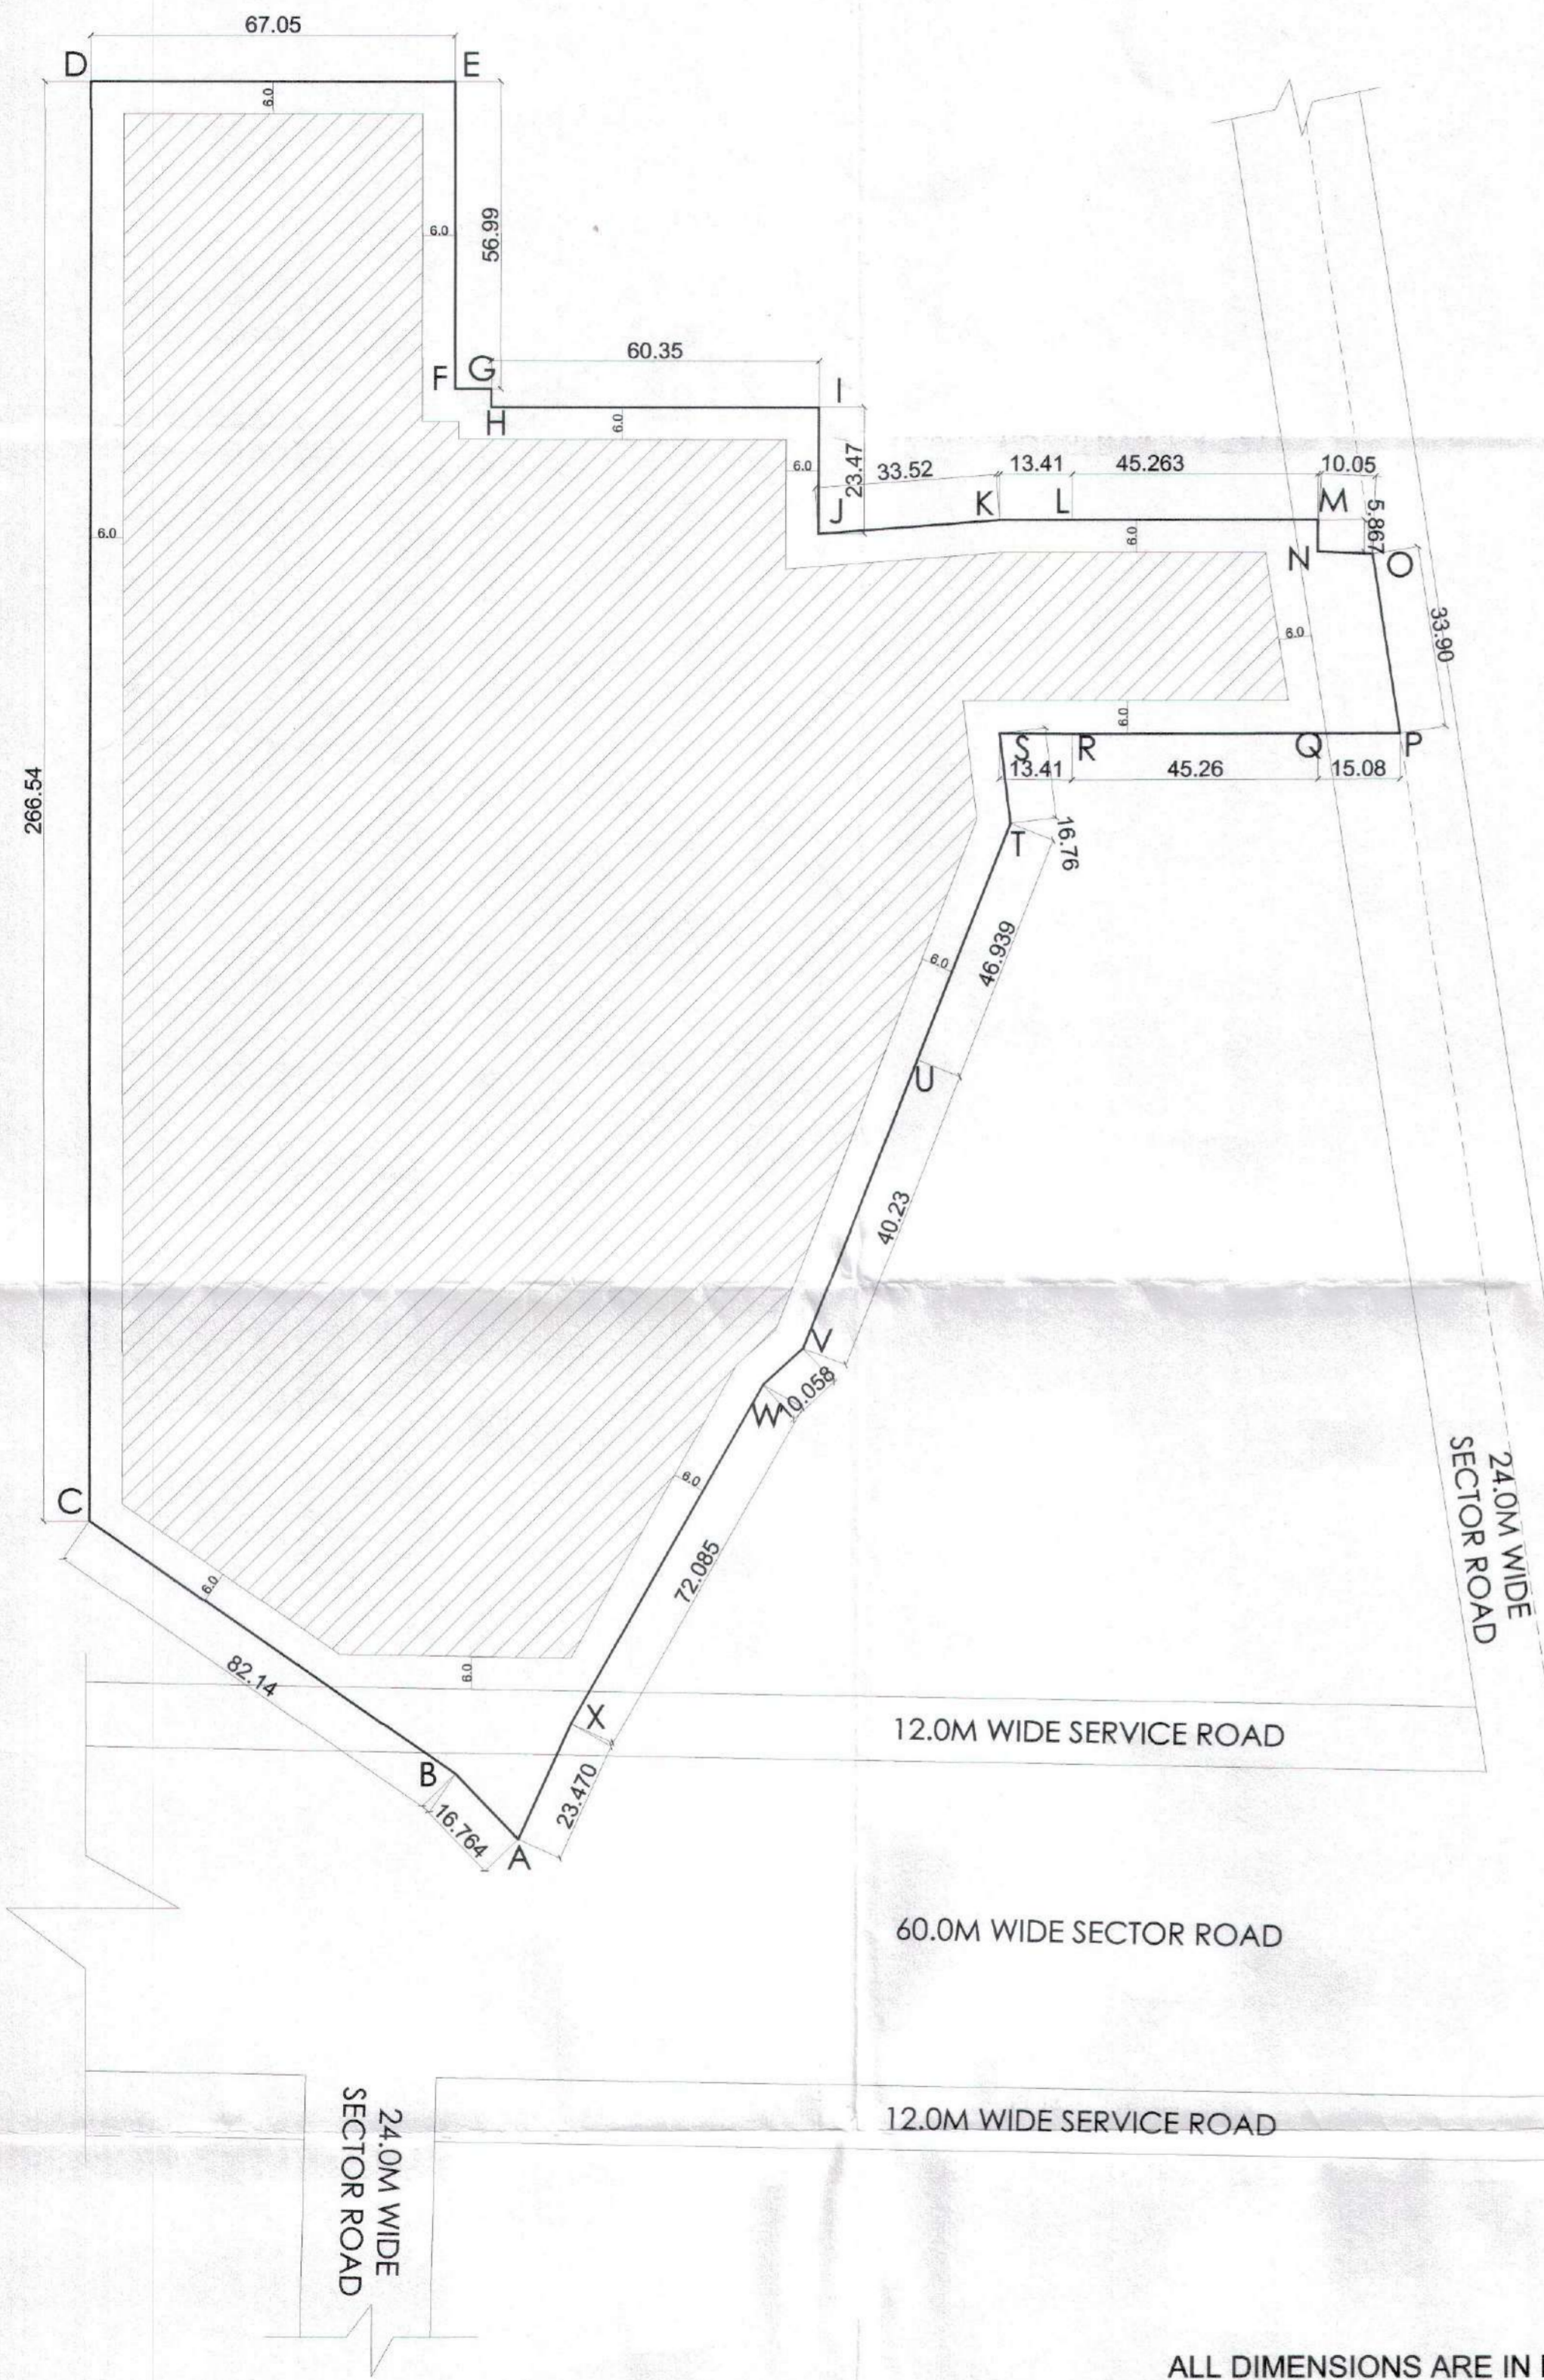 67.05
D
E
6.0
6.0
56.99
F
G
H
60.35
I
6.0
6.0
23.47
J
33.52
K
13.41
L
45.263
M
10.05
5.867
N
O
6.0
6.0
6.0
33.90
6.0
S
R
Q
P
13.41
45.26
15.08
266.54
T
16.76
46.939
6.0
U
40.23
V
10.058
W
6.0
C
72.085
6.0
82.14
6.0
X
B
16.764
23.470
A
24.0M WIDE
SECTOR ROAD
12.0M WIDE SERVICE ROAD
60.0M WIDE SECTOR ROAD
12.0M WIDE SERVICE ROAD
24.0M WIDE
SECTOR ROAD
ALL DIMENSIONS ARE IN